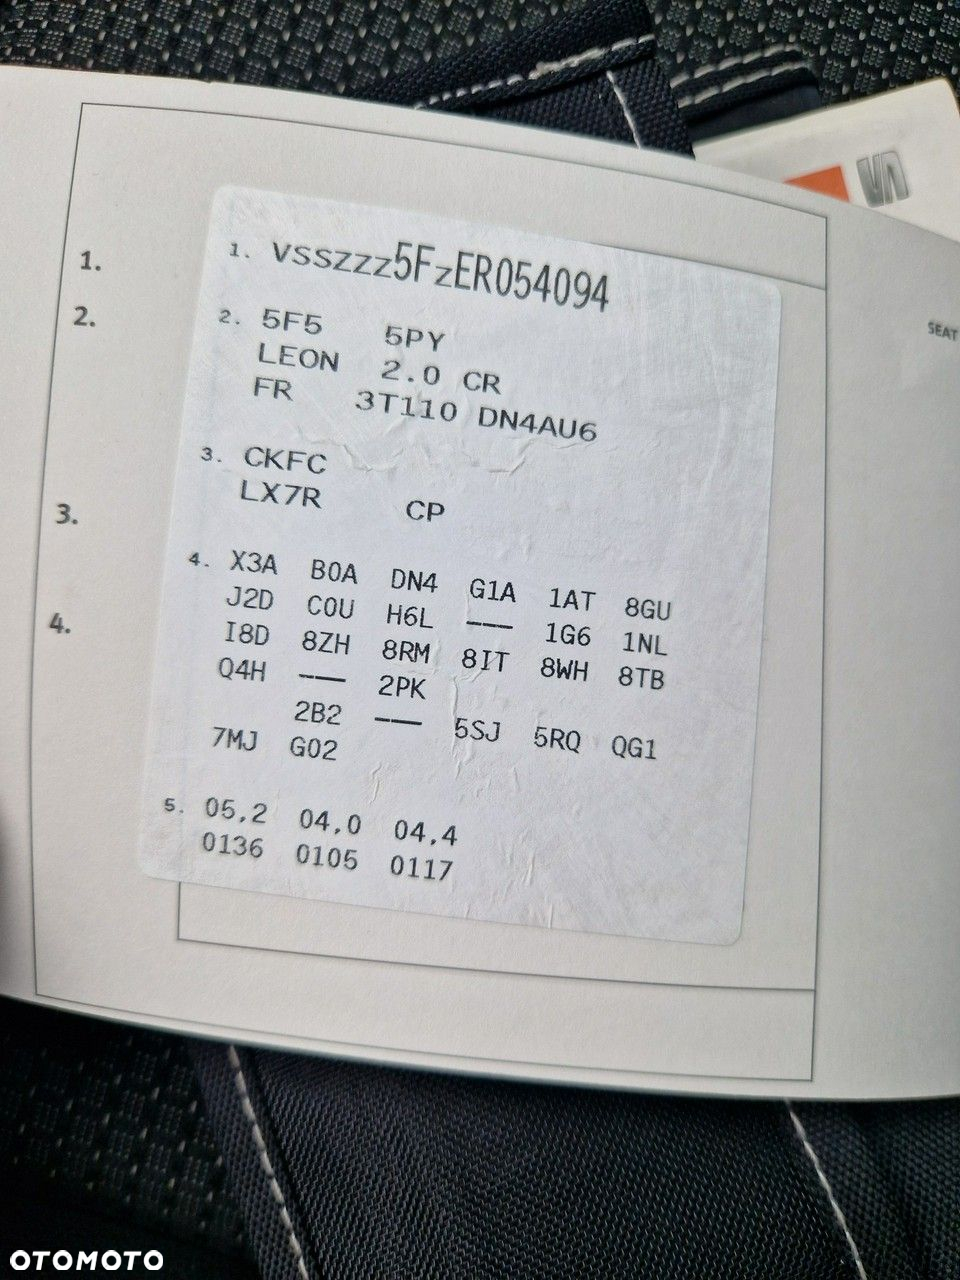 1.
2.
3.
4.
1. VSSZZZ5FZER054094
2. 5F5 5PY
LEON 2.0 CR
FR 3T110 DN4AU6
3. CKFC
LX7R CP
4. X3A B0A DN4 G1A 1AT 8GU
J2D C0U H6L --- 1G6 1NL
I8D 8ZH 8RM 8IT 8WH 8TB
Q4H --- 2PK
2B2 --- 5SJ 5RQ QG1
7MJ G02
5. 05,2 04,0 04,4
0136 0105 0117
SEAT
OTOMOTO